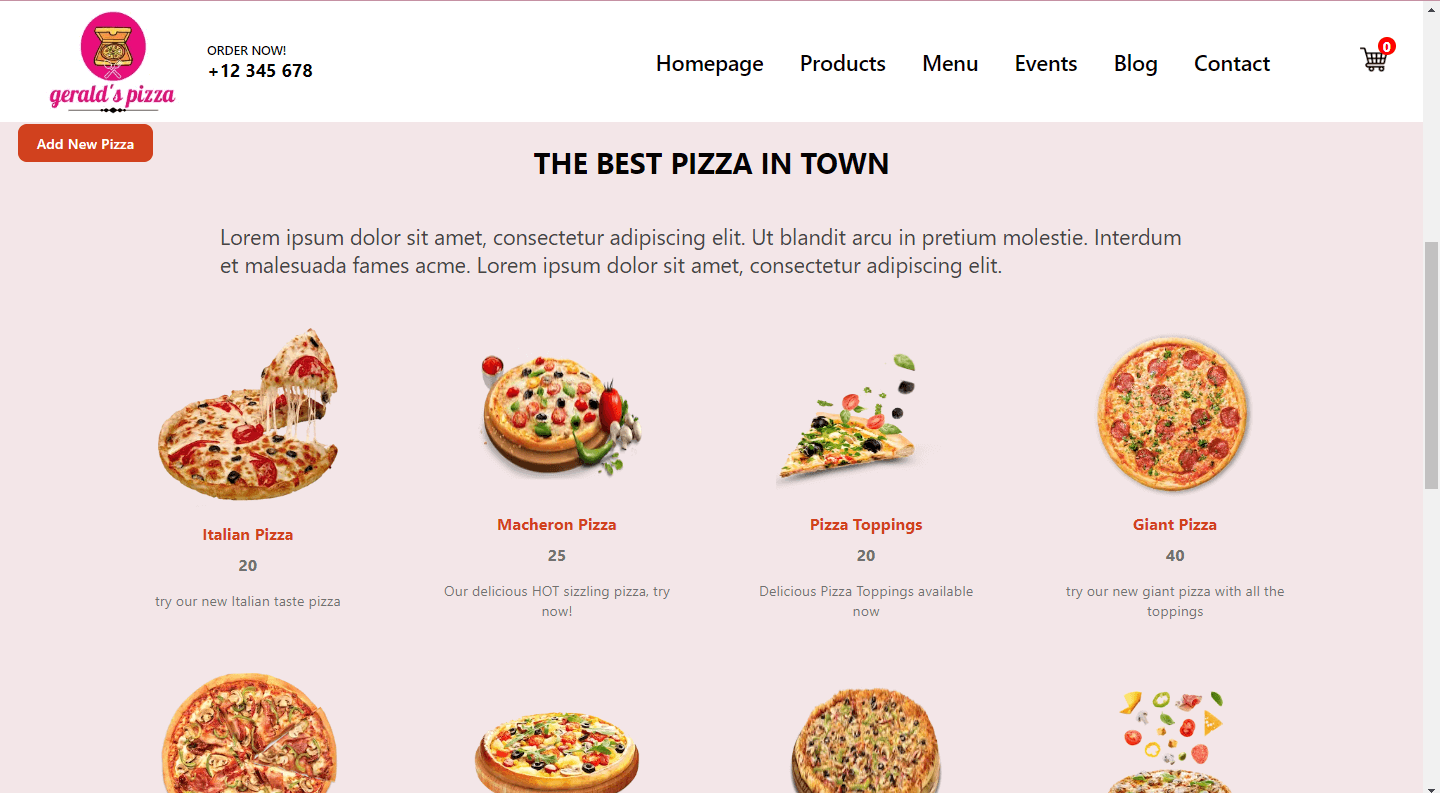 gerald's pizza
ORDER NOW!
+12 345 678
Homepage Products Menu Events Blog Contact
0
Add New Pizza
THE BEST PIZZA IN TOWN
Lorem ipsum dolor sit amet, consectetur adipiscing elit. Ut blandit arcu in pretium molestie. Interdum
et malesuada fames acme. Lorem ipsum dolor sit amet, consectetur adipiscing elit.
Italian Pizza
20
try our new Italian taste pizza
Macheron Pizza
25
Our delicious HOT sizzling pizza, try
now!
Pizza Toppings
20
Delicious Pizza Toppings available
now
Giant Pizza
40
try our new giant pizza with all the
toppings